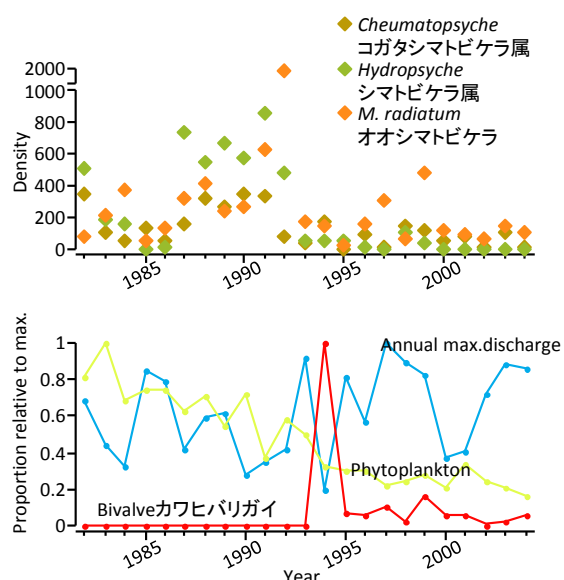 Cheumatopsyche
コガタシマトビケラ属
Hydropsyche
シマトビケラ属
M. radiatum
オオシマトビケラ
Density
2000
1000
800
600
400
200
0
1985
1990
1995
2000
Proportion relative to max.
1
0.8
0.6
0.4
0.2
0
Annual max.discharge
Phytoplankton
Bivalveカワヒバリガイ
1985
1990
1995
2000
Year